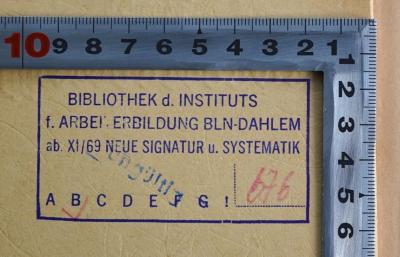 10 9 8 7 6 5 4 3 2 1
1
2
3
4
5
6
BIBLIOTHEK d. INSTITUTS
f. ARBEI ERBILDUNG BLN-DAHLEM
ab. XI/69 NEUE SIGNATUR u. SYSTEMATIK
ungültig
676
A B C D E F G !